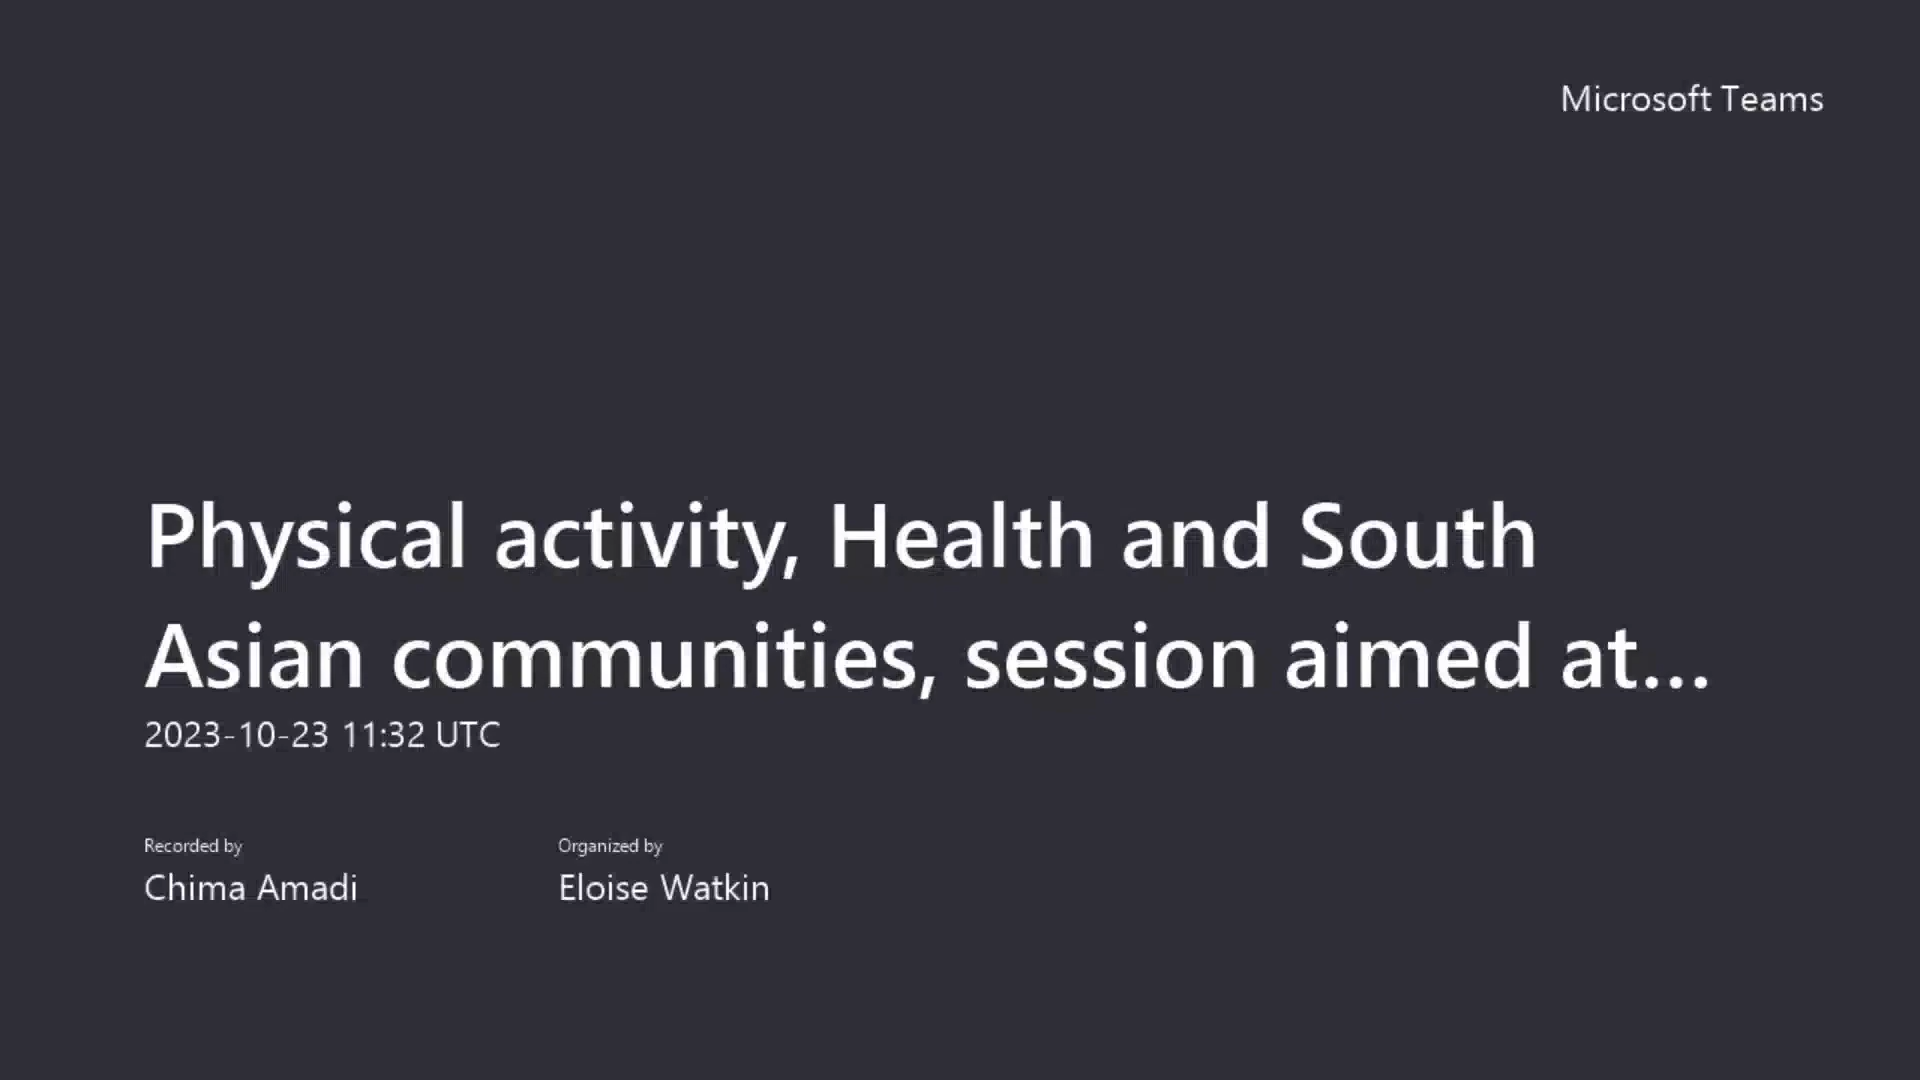 Microsoft Teams
Physical activity, Health and South
Asian communities, session aimed at...
2023-10-23 11:32 UTC
Recorded by
Chima Amadi
Organized by
Eloise Watkin